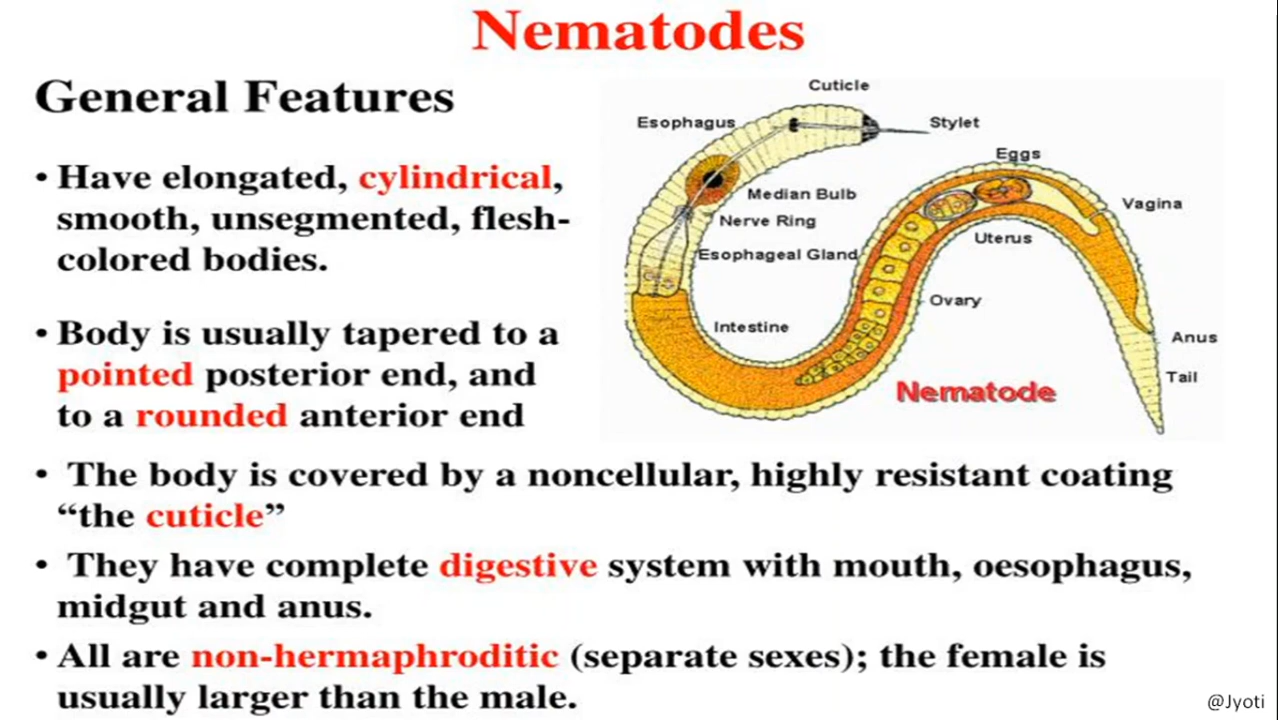 Nematodes
General Features
• Have elongated, cylindrical,
smooth, unsegmented, flesh-
colored bodies.
• Body is usually tapered to a
pointed posterior end, and
to a rounded anterior end
Cuticle
Esophagus
Stylet
Eggs
Median Bulb
Vagina
Nerve Ring
Uterus
Esophageal Gland
Ovary
Intestine
Anus
Tail
Nematode
• The body is covered by a noncellular, highly resistant coating
“the cuticle”
• They have complete digestive system with mouth, oesophagus,
midgut and anus.
• All are non-hermaphroditic (separate sexes); the female is
usually larger than the male.
@Jyoti